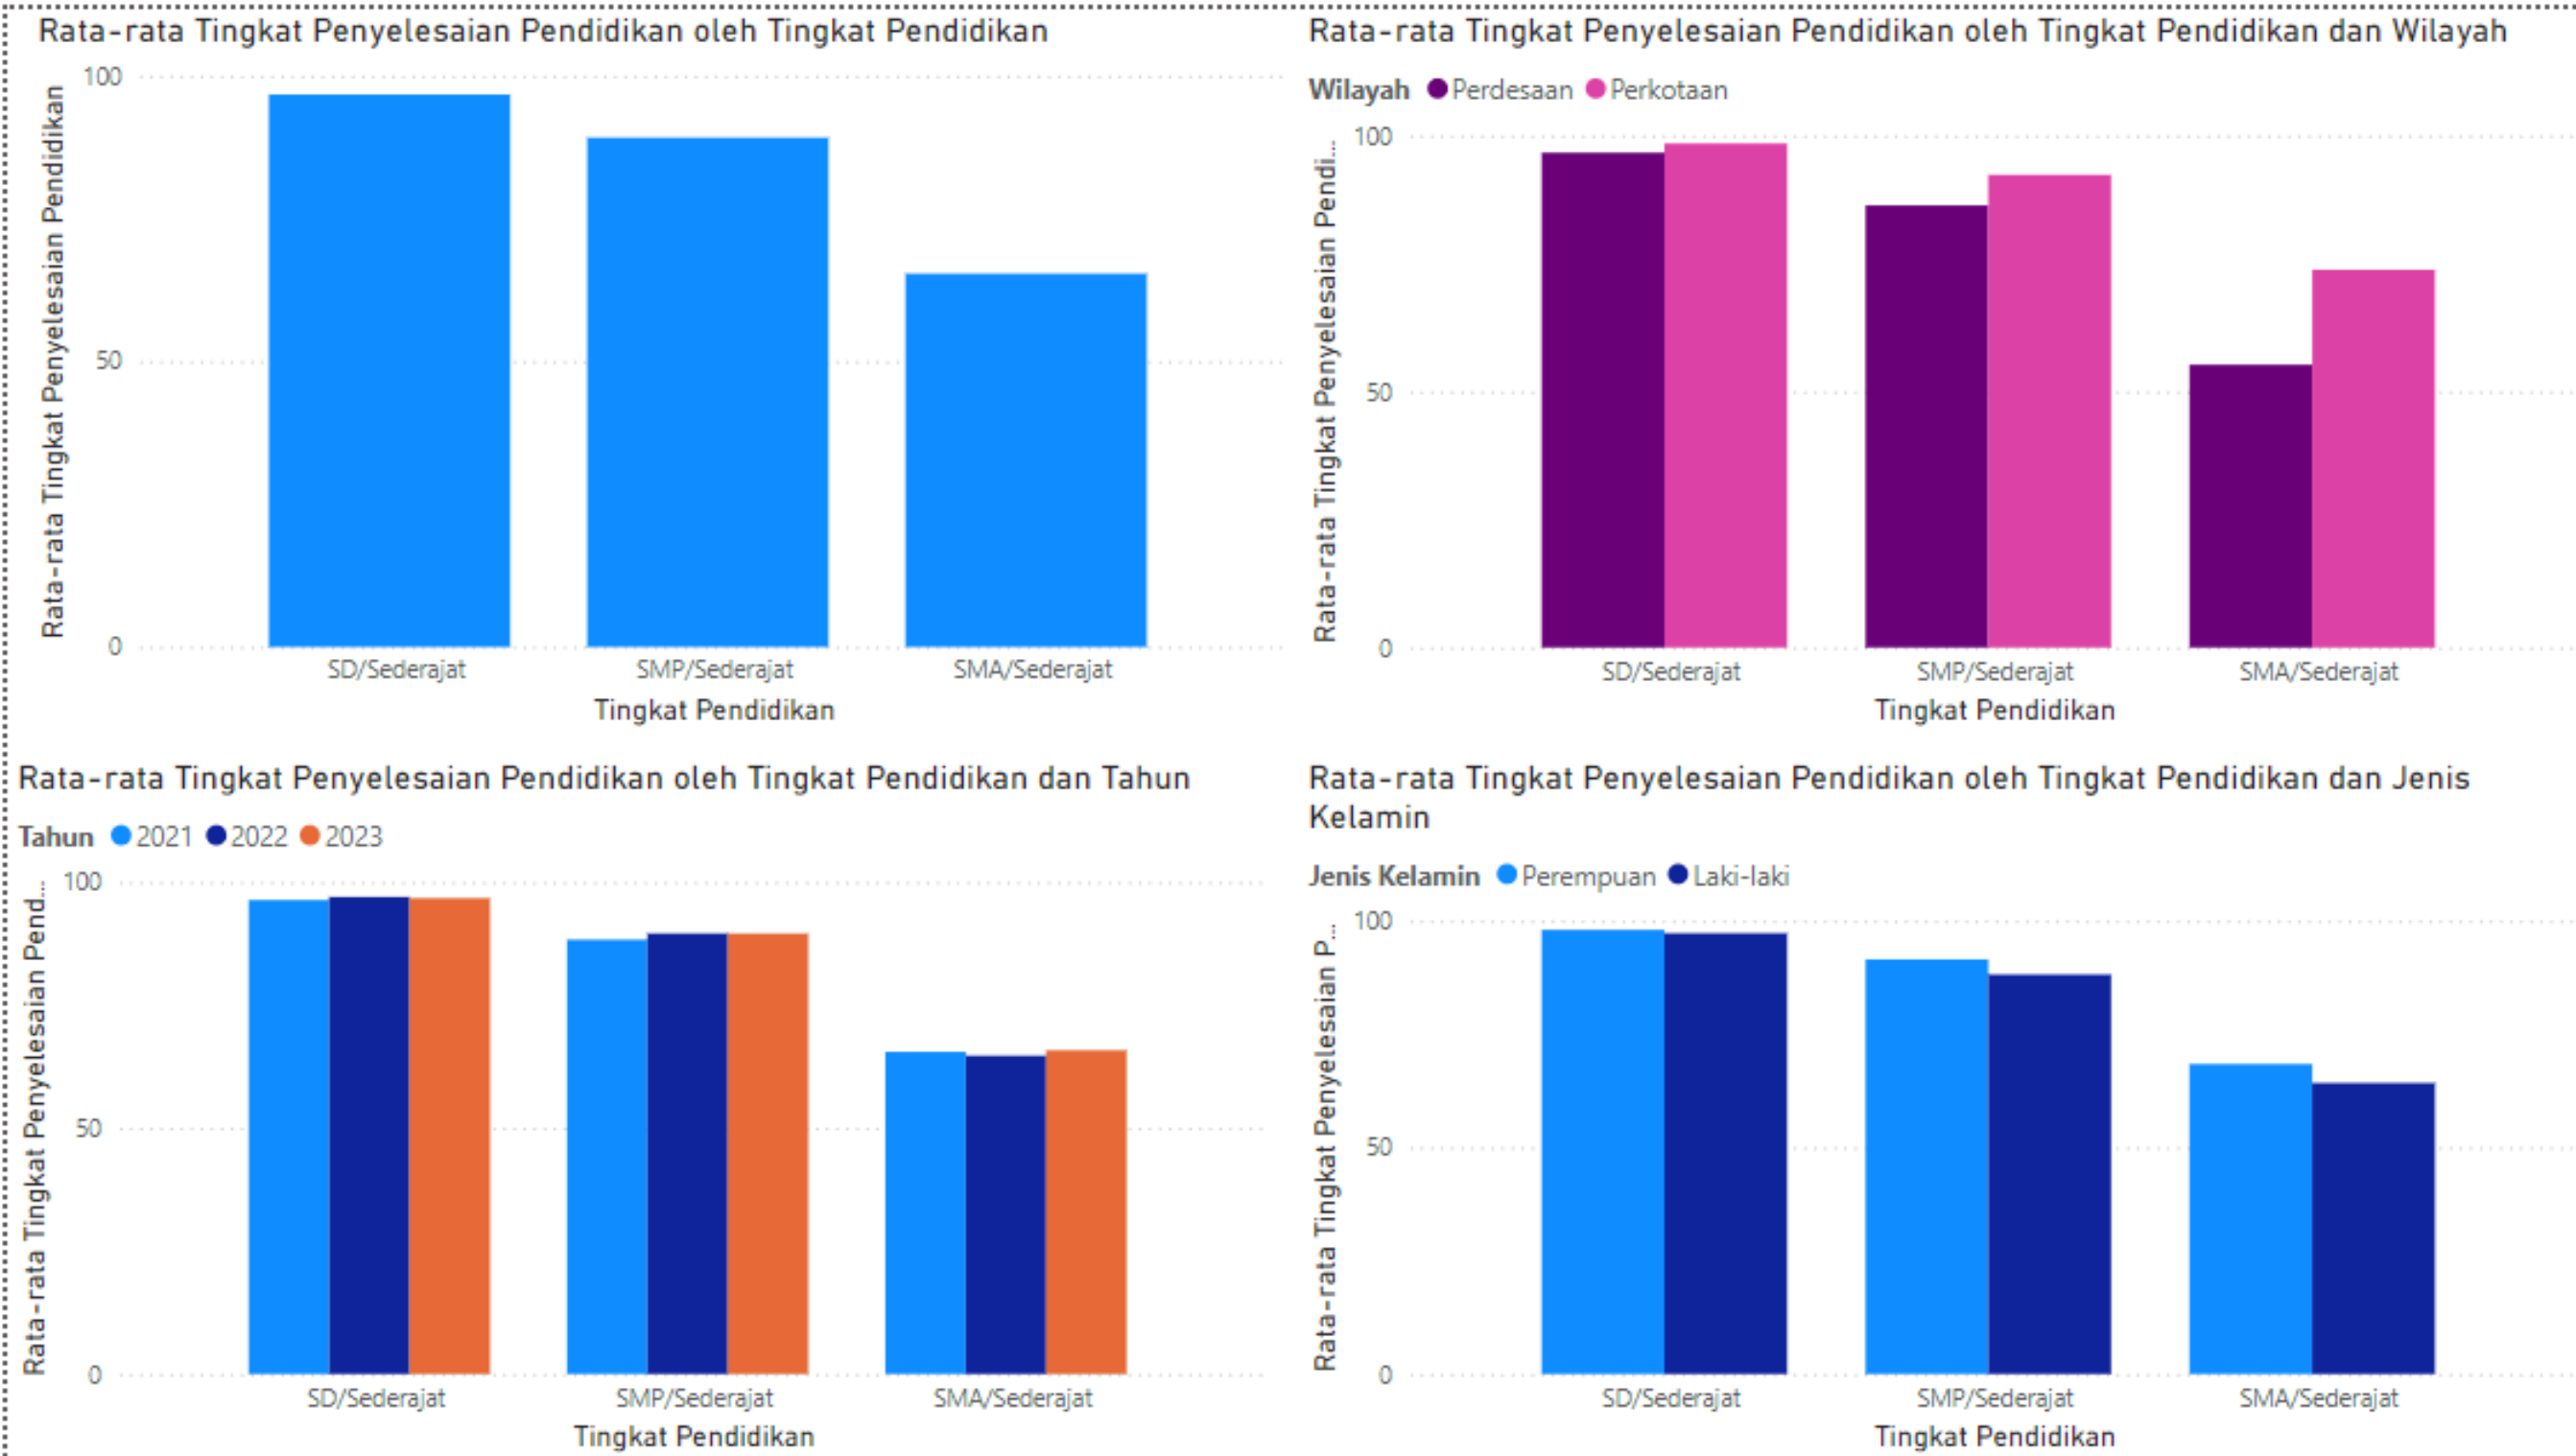 Rata-rata Tingkat Penyelesaian Pendidikan oleh Tingkat Pendidikan
Rata-rata Tingkat Penyelesaian Pendidikan
100
50
0
SD/Sederajat
SMP/Sederajat
SMA/Sederajat
Tingkat Pendidikan
Rata-rata Tingkat Penyelesaian Pendidikan oleh Tingkat Pendidikan dan Wilayah
Wilayah Perdesaan Perkotaan
Rata-rata Tingkat Penyelesaian Pendi...
100
50
0
SD/Sederajat
SMP/Sederajat
SMA/Sederajat
Tingkat Pendidikan
Rata-rata Tingkat Penyelesaian Pendidikan oleh Tingkat Pendidikan dan Tahun
Tahun 2021 2022 2023
Rata-rata Tingkat Penyelesaian Pend...
100
50
0
SD/Sederajat
SMP/Sederajat
SMA/Sederajat
Tingkat Pendidikan
Rata-rata Tingkat Penyelesaian Pendidikan oleh Tingkat Pendidikan dan Jenis
Kelamin
Jenis Kelamin Perempuan Laki-laki
Rata-rata Tingkat Penyelesaian P...
100
50
0
SD/Sederajat
SMP/Sederajat
SMA/Sederajat
Tingkat Pendidikan